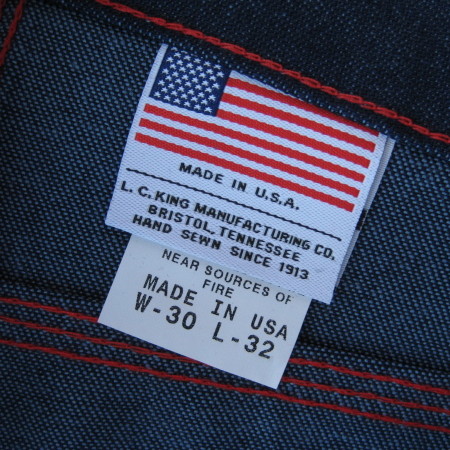 MADE IN U.S.A.
L. C. KING MANUFACTURING CO.
BRISTOL, TENNESSEE
HAND SEWN SINCE 1913
NEAR SOURCES OF
FIRE
MADE IN USA
W-30 L-32